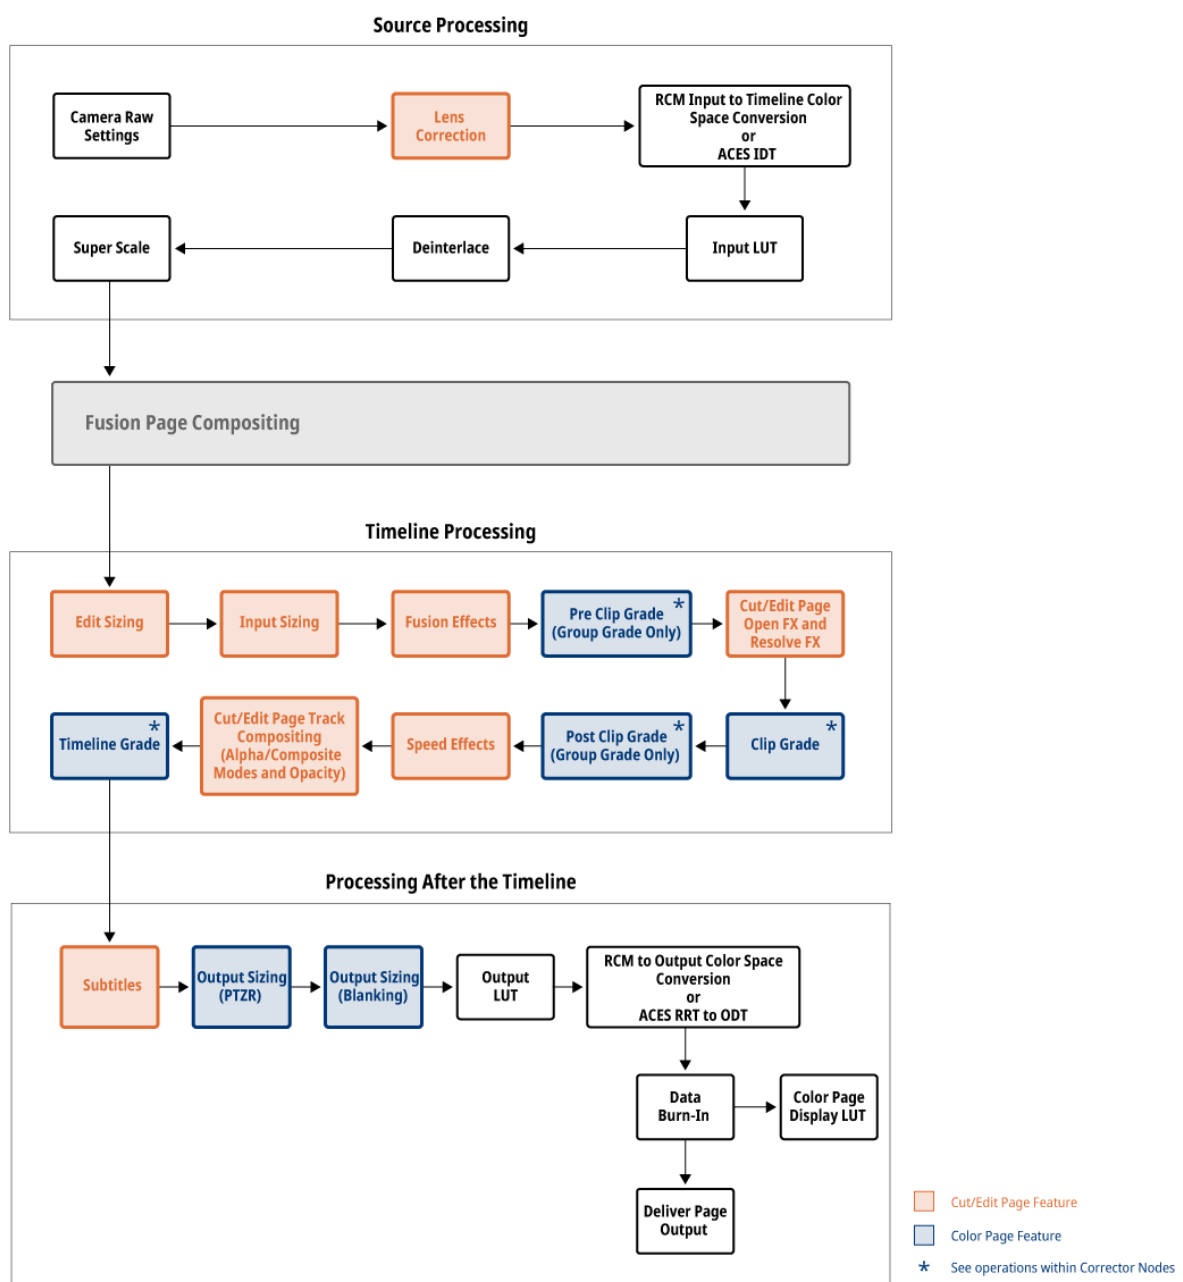 Source Processing
Camera Raw
Settings
Lens
Correction
RCM Input to Timeline Color
Space Conversion
or
ACES IDT
Super Scale
Deinterlace
Input LUT
Fusion Page Compositing
Timeline Processing
Edit Sizing
Input Sizing
Fusion Effects
Pre Clip Grade *
(Group Grade Only)
Cut/Edit Page
Open FX and
Resolve FX
Timeline Grade *
Cut/Edit Page Track
Compositing
(Alpha/Composite
Modes and Opacity)
Speed Effects
Post Clip Grade *
(Group Grade Only)
Clip Grade *
Processing After the Timeline
Subtitles
Output Sizing
(PTZR)
Output Sizing
(Blanking)
Output
LUT
RCM to Output Color Space
Conversion
or
ACES RRT to ODT
Data
Burn-In
Color Page
Display LUT
Deliver Page
Output
Cut/Edit Page Feature
Color Page Feature
* See operations within Corrector Nodes